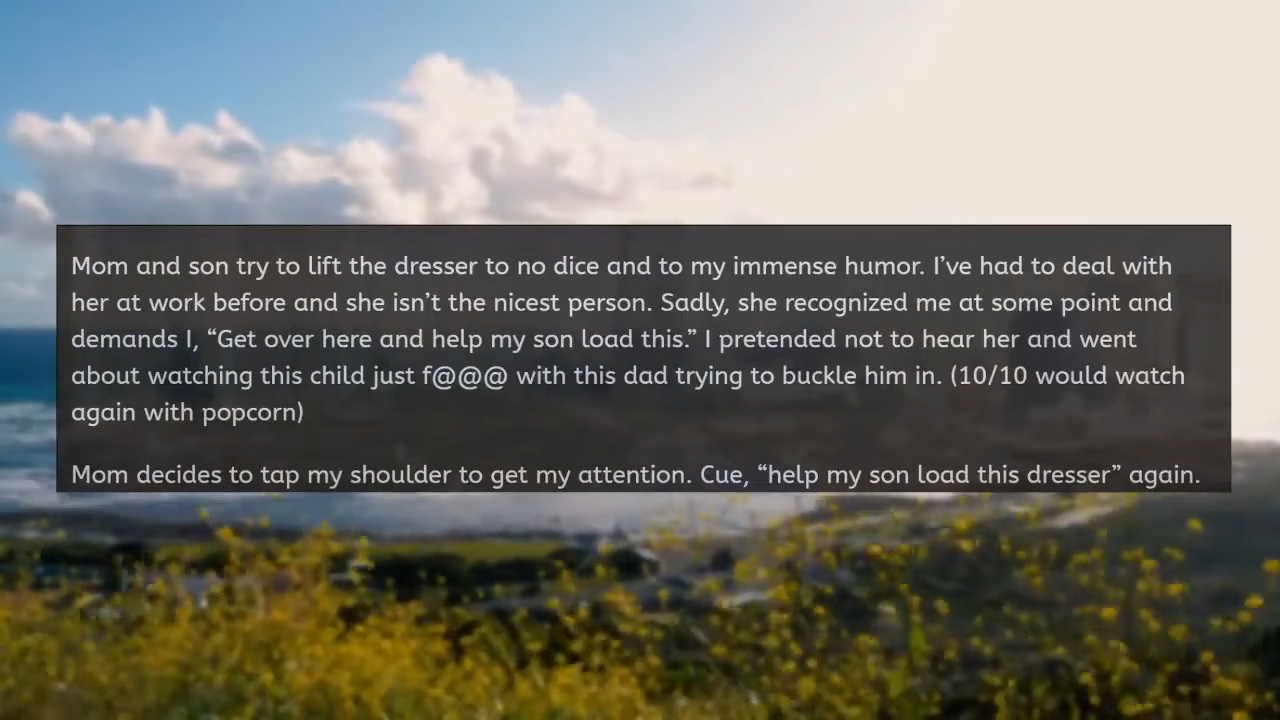 Mom and son try to lift the dresser to no dice and to my immense humor. I’ve had to deal with
her at work before and she isn’t the nicest person. Sadly, she recognized me at some point and
demands I, “Get over here and help my son load this.” I pretended not to hear her and went
about watching this child just f@@@ with this dad trying to buckle him in. (10/10 would watch
again with popcorn)
Mom decides to tap my shoulder to get my attention. Cue, “help my son load this dresser” again.